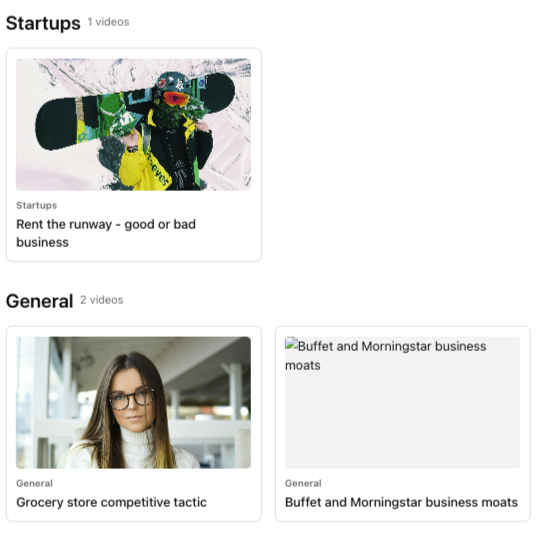 Startups 1 videos
Startups
Rent the runway - good or bad
business
General 2 videos
Buffet and Morningstar business
moats
General
Grocery store competitive tactic
General
Buffet and Morningstar business moats